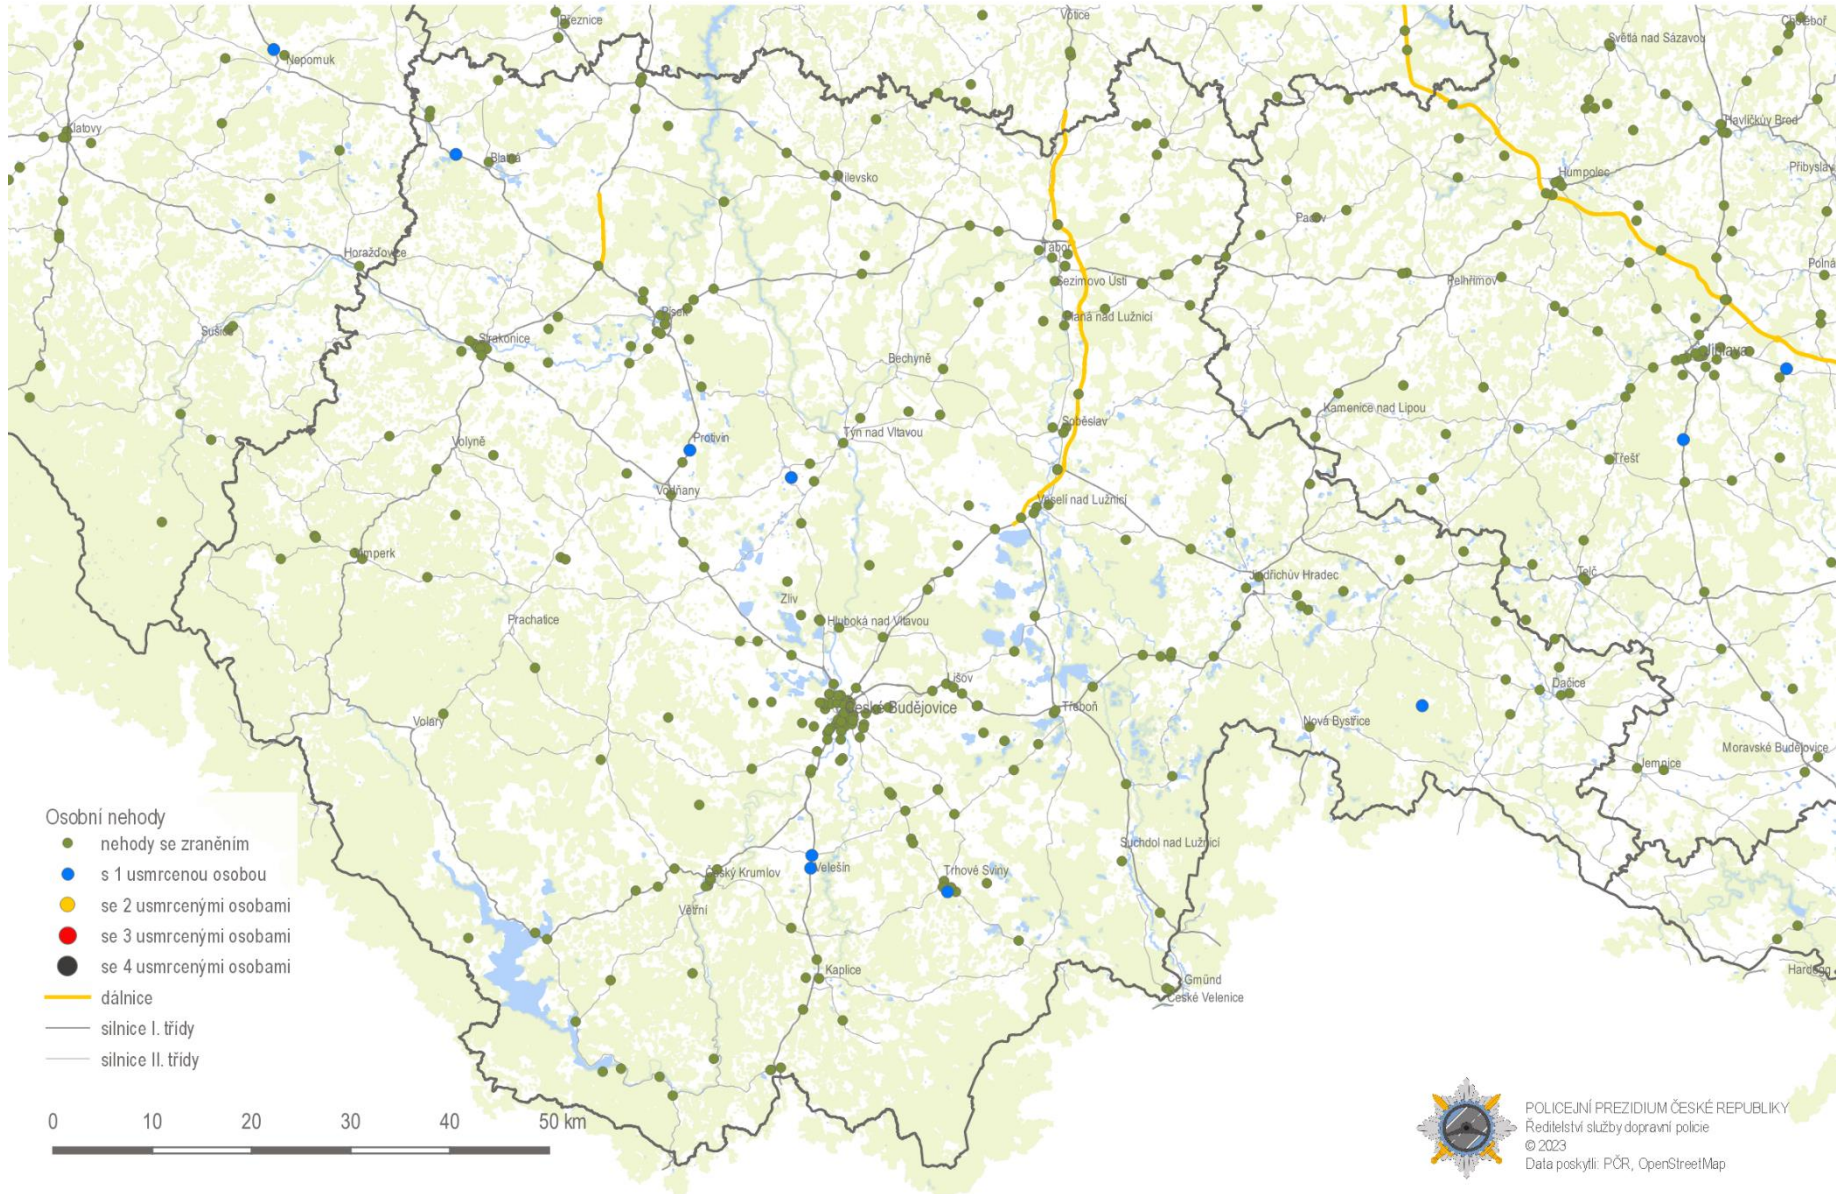 Březnice
Votice
Chotěboř
Světlá nad Sázavou
Nepomuk
Klatovy
Havlíčkův Brod
Blatná
Přibyslav
Humpolec
Milevsko
Pacov
Horažďovice
Tábor
Polná
Sezimovo Ústí
Pelhřimov
Písek
Planá nad Lužnicí
Sušice
Strakonice
Jihlava
Bechyně
Kamenice nad Lipou
Soběslav
Týn nad Vltavou
Protivín
Volyně
Třešť
Vodňany
Veselí nad Lužnicí
Vimperk
Jindřichův Hradec
Telč
Zliv
Prachatice
Hluboká nad Vltavou
Lišov
Dačice
České Budějovice
Třeboň
Volary
Nová Bystřice
Moravské Budějovice
Jemnice
Suchdol nad Lužnicí
Velešín
Trhové Sviny
Český Krumlov
Větřní
Kaplice
Hardegg
Gmünd
České Velenice
Osobní nehody
nehody se zraněním
s 1 usmrcenou osobou
se 2 usmrcenými osobami
se 3 usmrcenými osobami
se 4 usmrcenými osobami
dálnice
silnice I. třídy
silnice II. třídy
0 10 20 30 40 50 km
POLICEJNÍ PREZIDIUM ČESKÉ REPUBLIKY
Ředitelství služby dopravní policie
© 2023
Data poskytli: PČR, OpenStreetMap